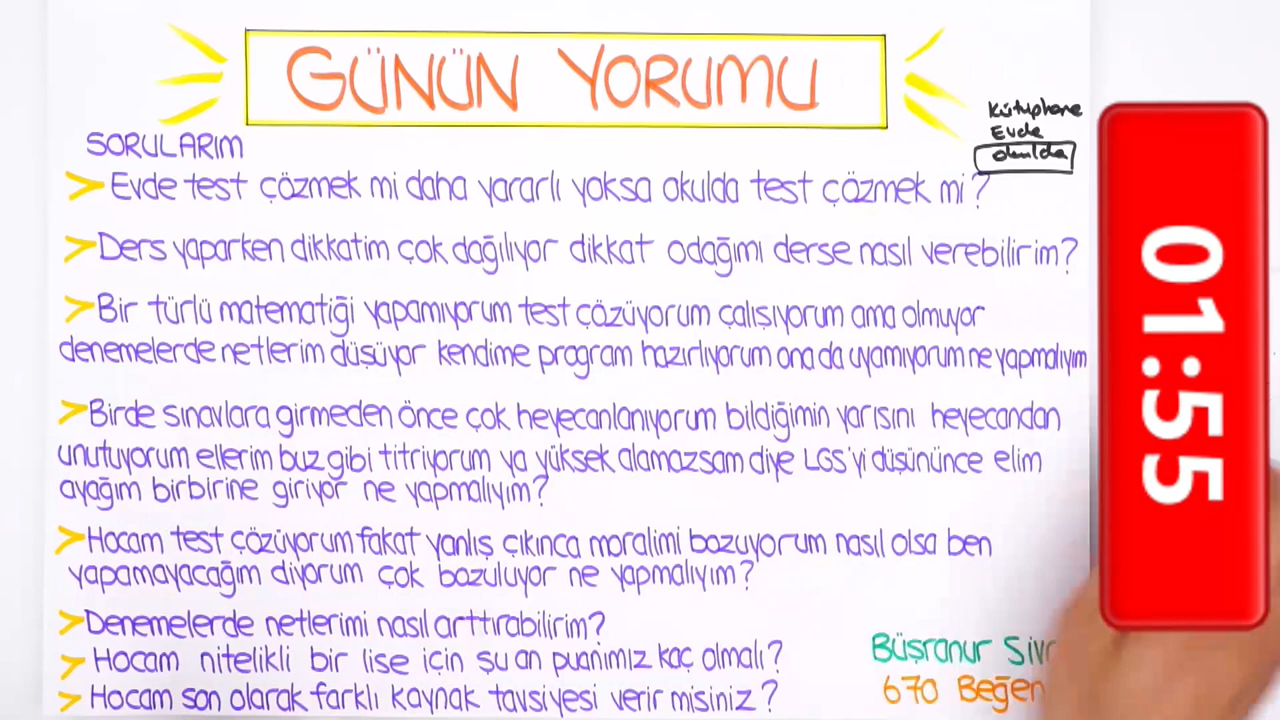 GÜNÜN YORUMU
Kütüphane
Evde
okulda
SORULARIM
> Evde test çözmek mi daha yararlı yoksa okulda test çözmek mi?
> Ders yaparken dikkatim çok dağılıyor dikkat odağımı derse nasıl verebilirim?
> Bir türlü matematiği yapamıyorum test çözüyorum çalışıyorum ama olmuyor
denemelerde netlerim düşüyor kendime program hazırlıyorum ona da uyamıyorum ne yapmalıyım
> Birde sınavlara girmeden önce çok heyecanlanıyorum bildiğimin yarısını heyecandan
unutuyorum ellerim buz gibi titriyorum ya yüksek alamazsam diye LGS'yi düşününce elim
ayağım birbirine giriyor ne yapmalıyım?
> Hocam test çözüyorum fakat yanlış çıkınca moralimi bozuyorum nasıl olsa ben
yapamayacağım diyorum çok bozuluyor ne yapmalıyım?
> Denemelerde netlerimi nasıl arttırabilirim?
> Hocam nitelikli bir lise için şu an puanımız kaç olmalı?
> Hocam son olarak farklı kaynak tavsiyesi verir misiniz?
Büşranur
670
01:55